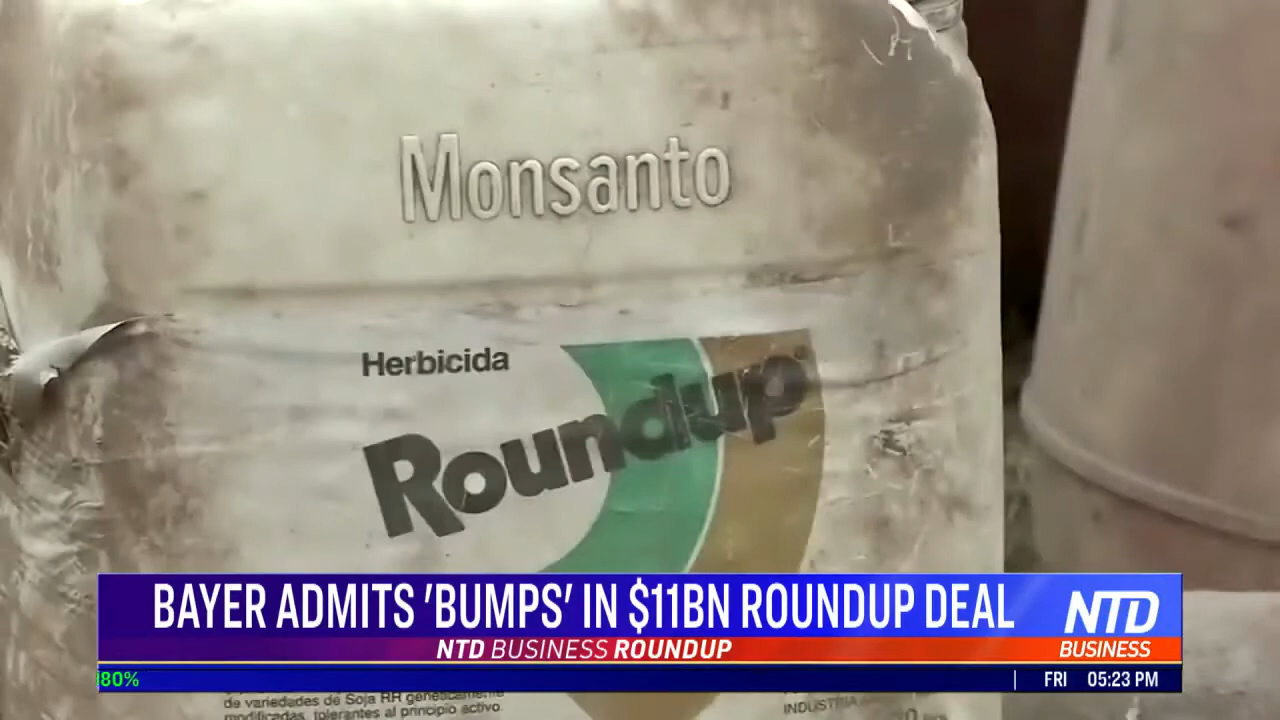 Monsanto
Herbicida
Roundup
BAYER ADMITS 'BUMPS' IN $11BN ROUNDUP DEAL
NTD
NTD BUSINESS ROUNDUP
BUSINESS
80%
FRI 05:23 PM
de variedades de Soja RH genéticamente
modificadas, tolerantes al principio activo.
INDUSTRIA